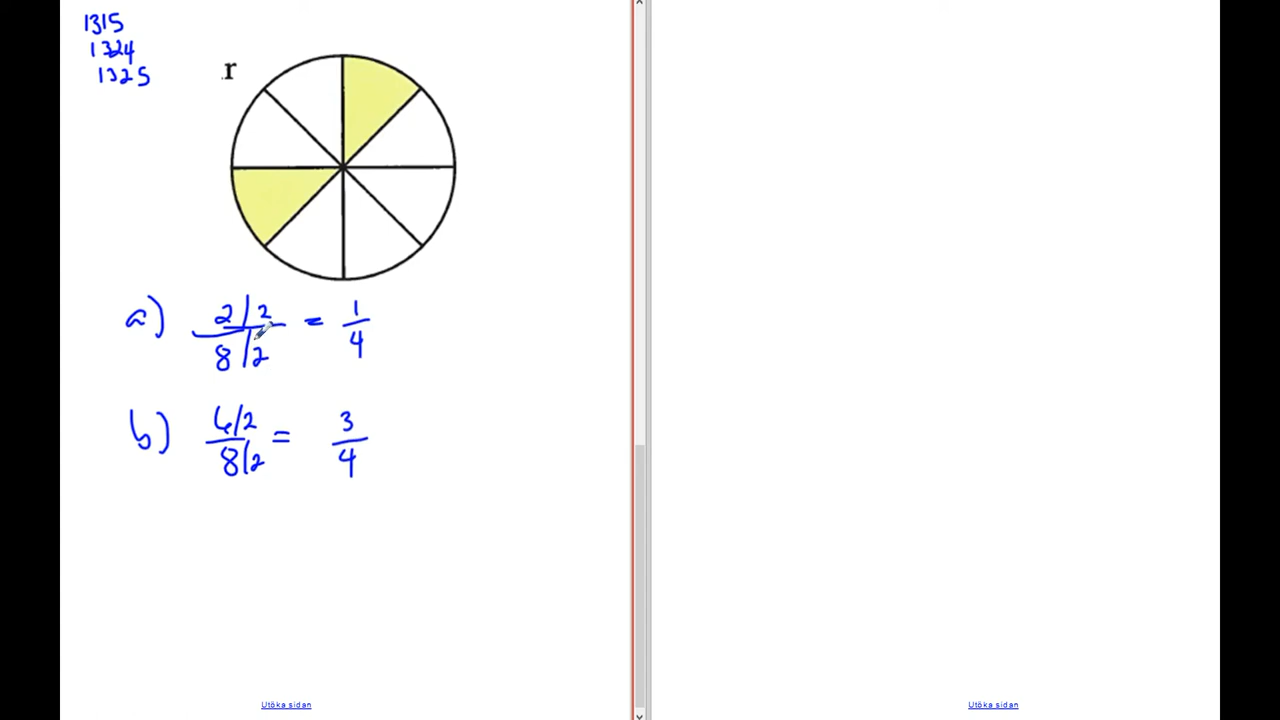 1315
1324
1325
r
a) 2/2 = 1
8/2 4
b) 6/2 = 3
8/2 4
Utöka sidan
Utöka sidan